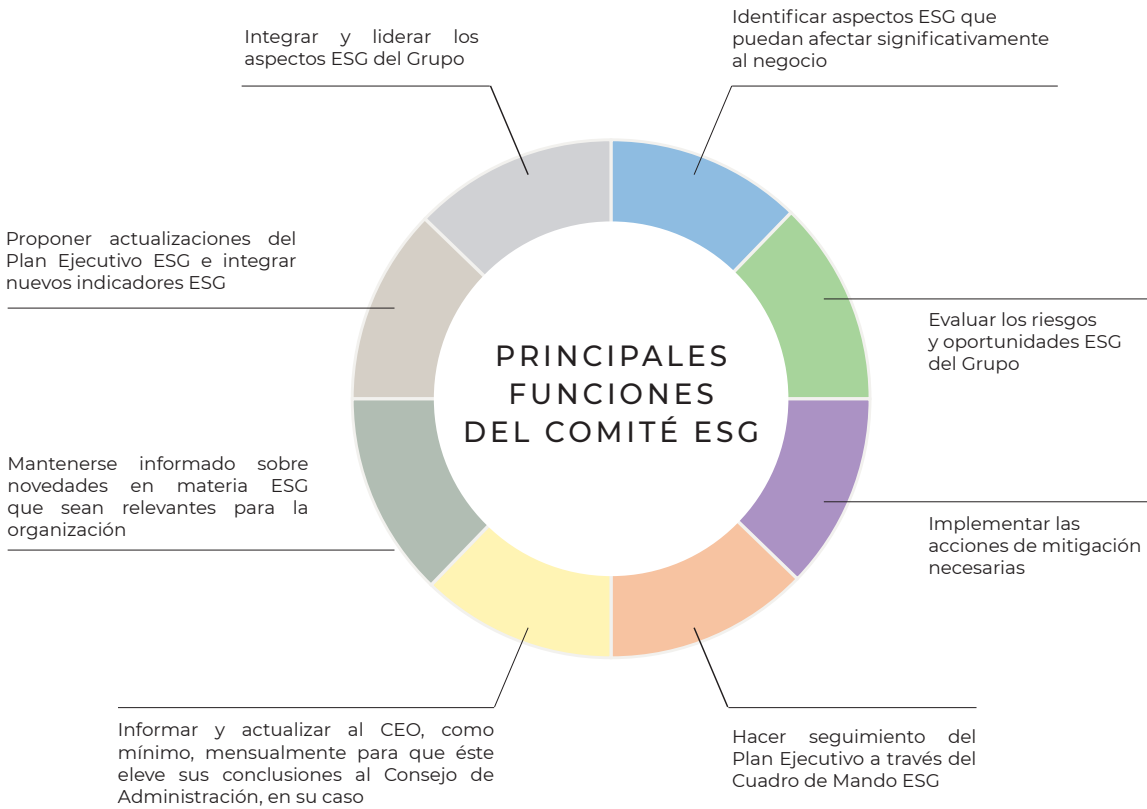 Integrar y liderar los
aspectos ESG del Grupo
Identificar aspectos ESG que
puedan afectar significativamente
al negocio
Proponer actualizaciones del
Plan Ejecutivo ESG e integrar
nuevos indicadores ESG
Evaluar los riesgos
y oportunidades ESG
del Grupo
PRINCIPALES
FUNCIONES
DEL COMITÉ ESG
Mantenerse informado sobre
novedades en materia ESG
que sean relevantes para la
organización
Implementar las
acciones de mitigación
necesarias
Informar y actualizar al CEO, como
mínimo, mensualmente para que éste
eleve sus conclusiones al Consejo de
Administración, en su caso
Hacer seguimiento del
Plan Ejecutivo a través del
Cuadro de Mando ESG